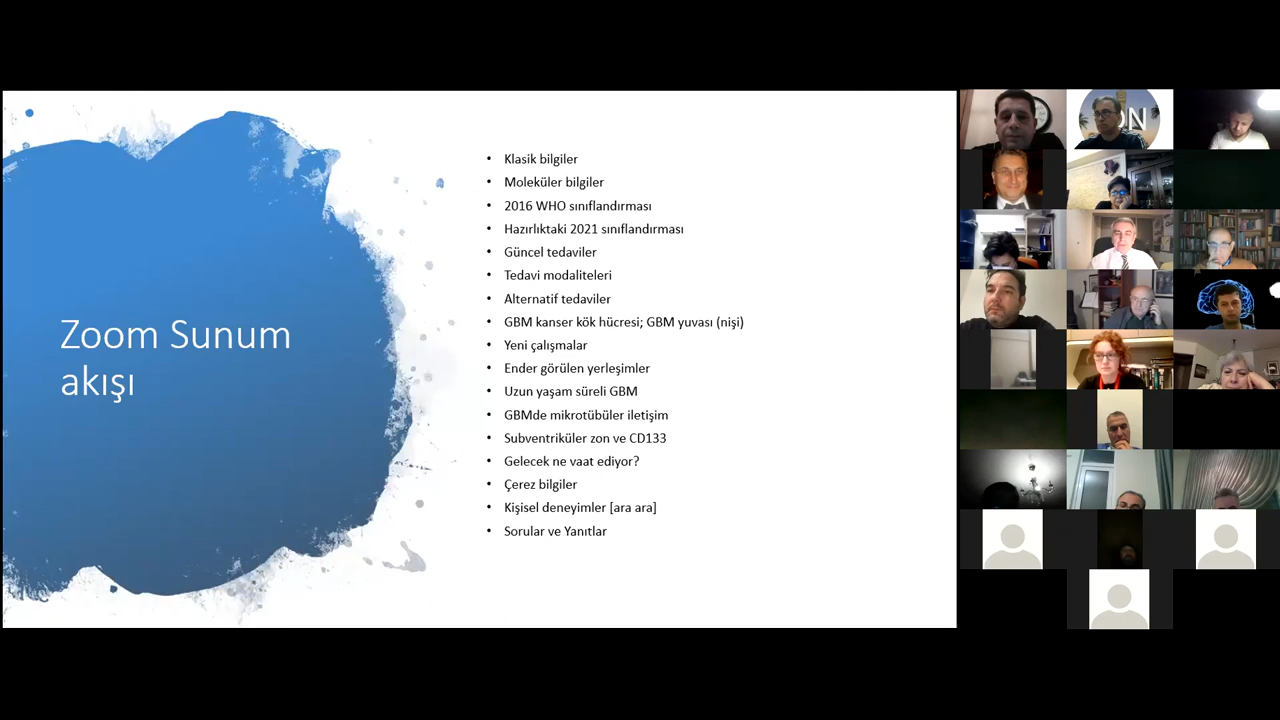 Zoom Sunum
akışı
• Klasik bilgiler
• Moleküler bilgiler
• 2016 WHO sınıflandırması
• Hazırlıktaki 2021 sınıflandırması
• Güncel tedaviler
• Tedavi modaliteleri
• Alternatif tedaviler
• GBM kanser kök hücresi; GBM yuvası (nişi)
• Yeni çalışmalar
• Ender görülen yerleşimler
• Uzun yaşam süreli GBM
• GBMde mikrotübüler iletişim
• Subventriküler zon ve CD133
• Gelecek ne vaat ediyor?
• Çerez bilgiler
• Kişisel deneyimler [ara ara]
• Sorular ve Yanıtlar